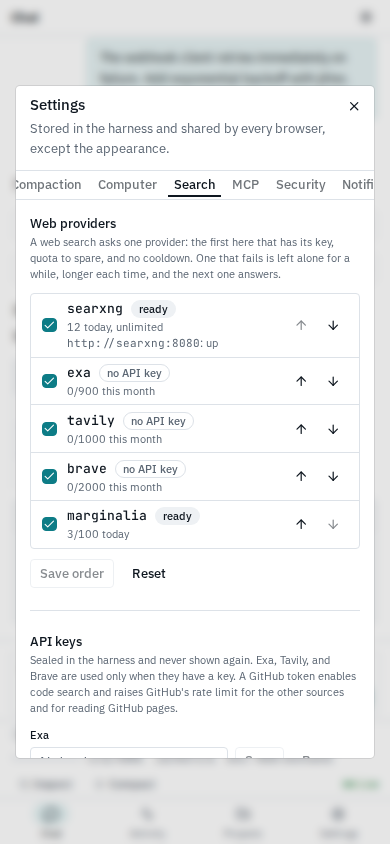 Settings
Stored in the harness and shared by every browser,
except the appearance.
Compaction Computer Search MCP Security Notifi
Web providers
A web search asks one provider: the first here that has its key,
quota to spare, and no cooldown. One that fails is left alone for a
while, longer each time, and the next one answers.
searxng ready
12 today, unlimited
http://searxng:8080: up
exa no API key
0/900 this month
tavily no API key
0/1000 this month
brave no API key
0/2000 this month
marginalia ready
3/100 today
Save order Reset
API keys
Sealed in the harness and never shown again. Exa, Tavily, and
Brave are used only when they have a key. A GitHub token enables
code search and raises GitHub's rate limit for the other sources
and for reading GitHub pages.
Exa